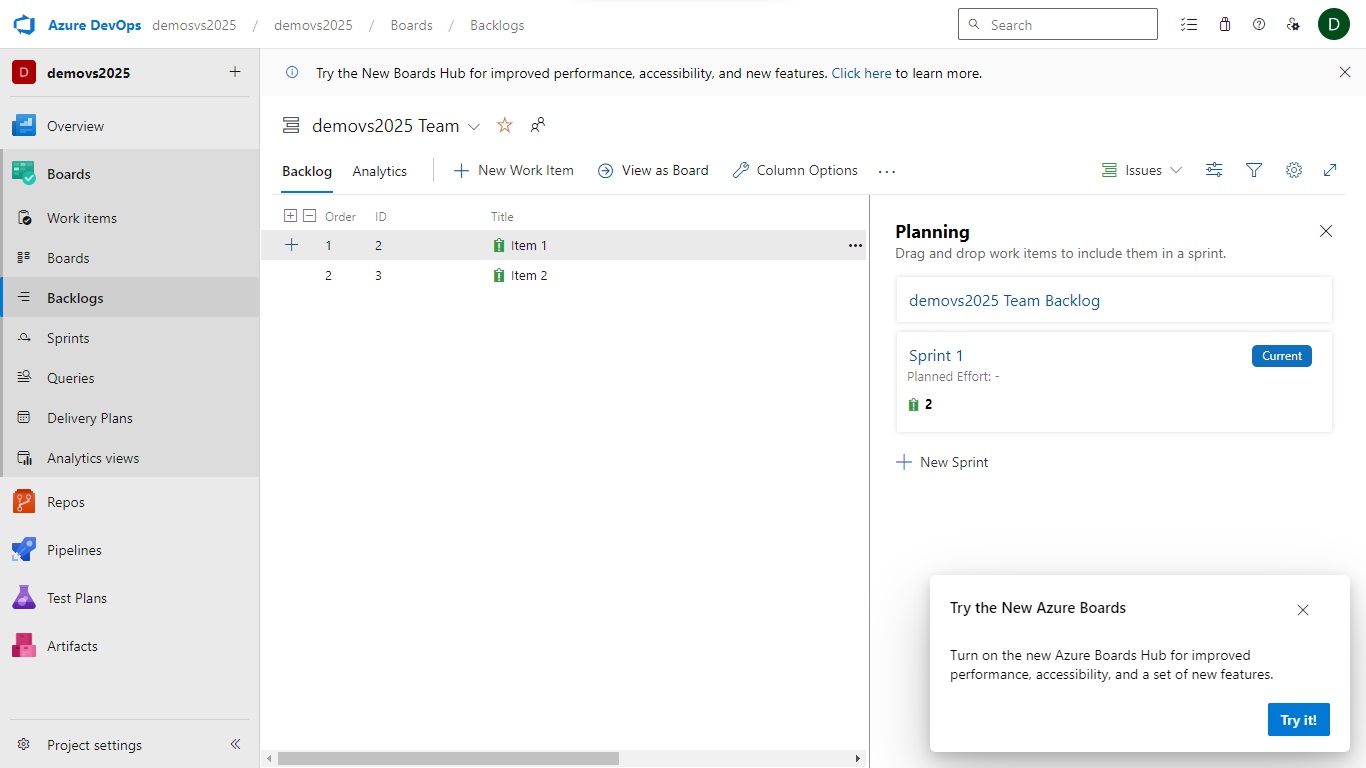 Azure DevOps demosvs2025 / demovs2025 / Boards / Backlogs Search D
D demovs2025 +
Try the New Boards Hub for improved performance, accessibility, and new features. Click here to learn more.
Overview
Boards
Work items
Boards
Backlogs
Sprints
Queries
Delivery Plans
Analytics views
Repos
Pipelines
Test Plans
Artifacts
Project settings
demovs2025 Team
Backlog Analytics New Work Item View as Board Column Options ... Issues
Order ID Title
1 2 Item 1 ...
2 3 Item 2
Planning
Drag and drop work items to include them in a sprint.
demovs2025 Team Backlog
Sprint 1 Current
Planned Effort: -
2
New Sprint
Try the New Azure Boards
Turn on the new Azure Boards Hub for improved
performance, accessibility, and a set of new features.
Try it!